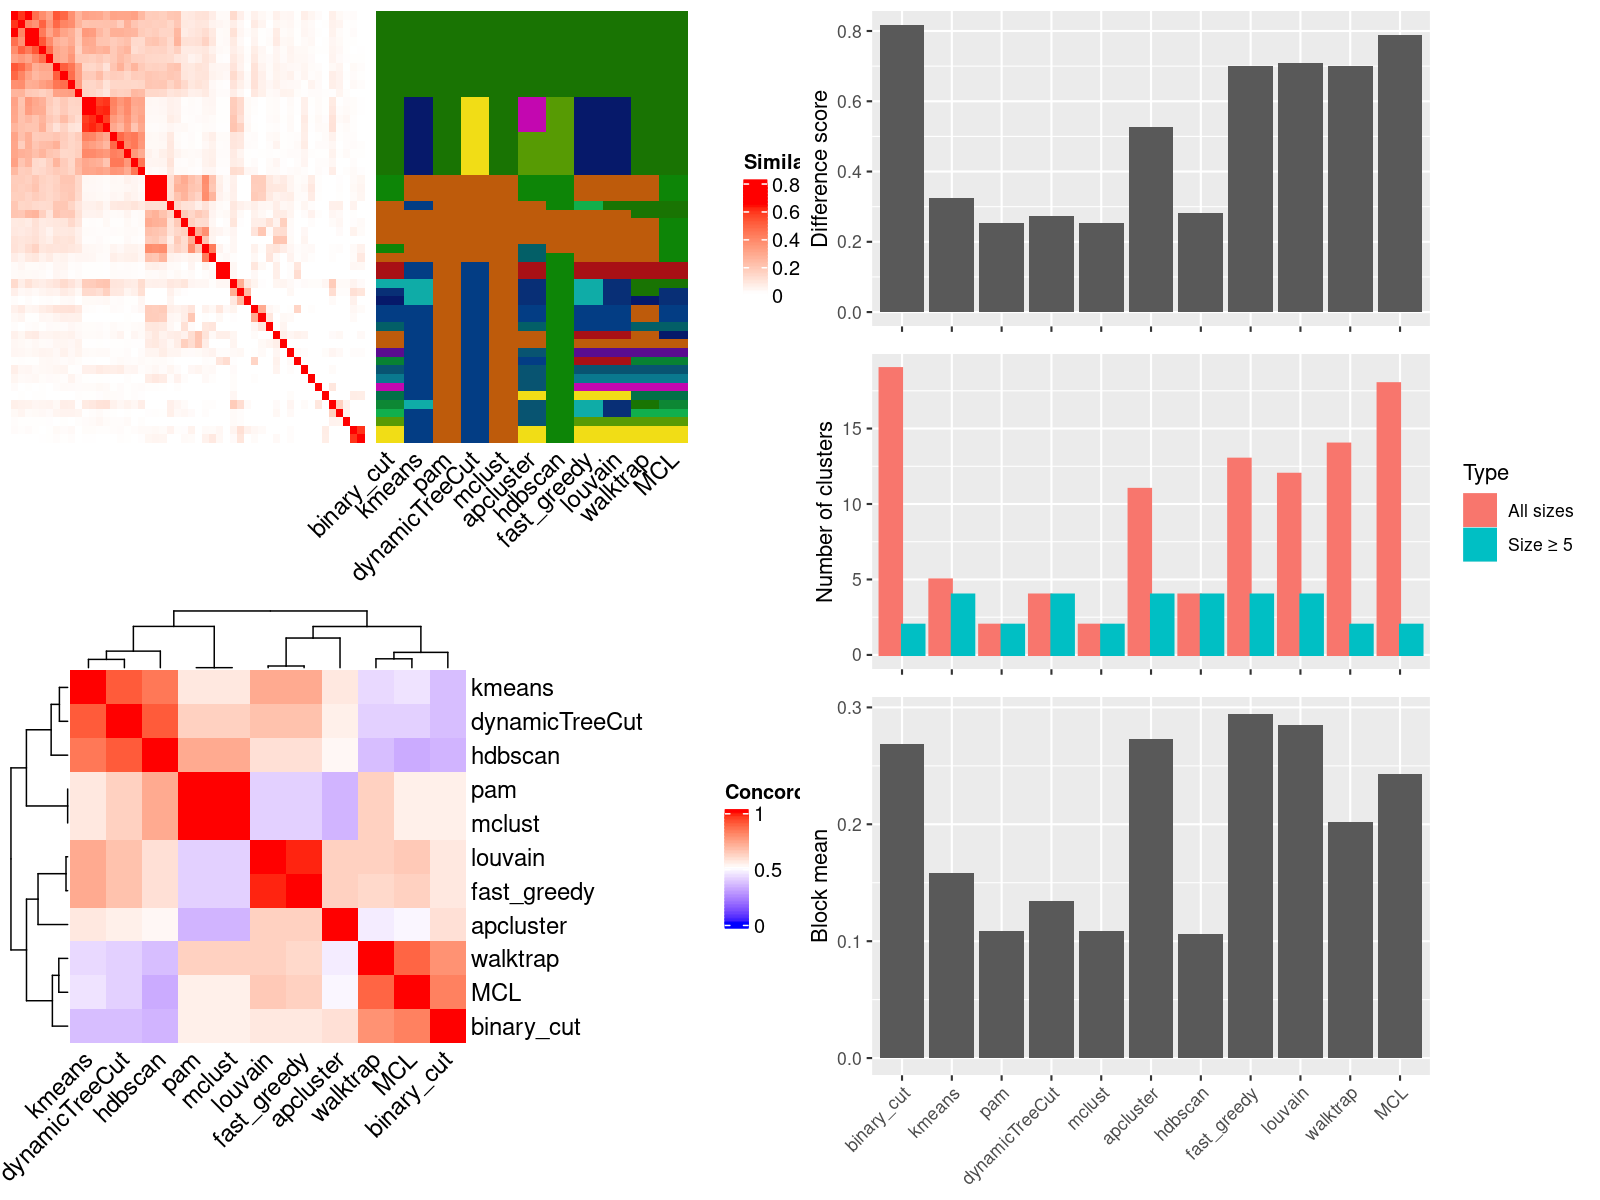 Simila
0.8
0.6
0.4
0.2
0
binary_cut
kmeans
pam
dynamicTreeCut
mclust
apcluster
hdbscan
fast_greedy
louvain
walktrap
MCL
kmeans
dynamicTreeCut
hdbscan
pam
mclust
louvain
fast_greedy
apcluster
walktrap
MCL
binary_cut
kmeans
dynamicTreeCut
hdbscan
pam
mclust
louvain
fast_greedy
apcluster
walktrap
MCL
binary_cut
Concord
1
0.5
0
Difference score
0.8
0.6
0.4
0.2
0.0
Number of clusters
15
10
5
0
Type
All sizes
Size ≥ 5
Block mean
0.3
0.2
0.1
0.0
binary_cut
kmeans
pam
dynamicTreeCut
mclust
apcluster
hdbscan
fast_greedy
louvain
walktrap
MCL